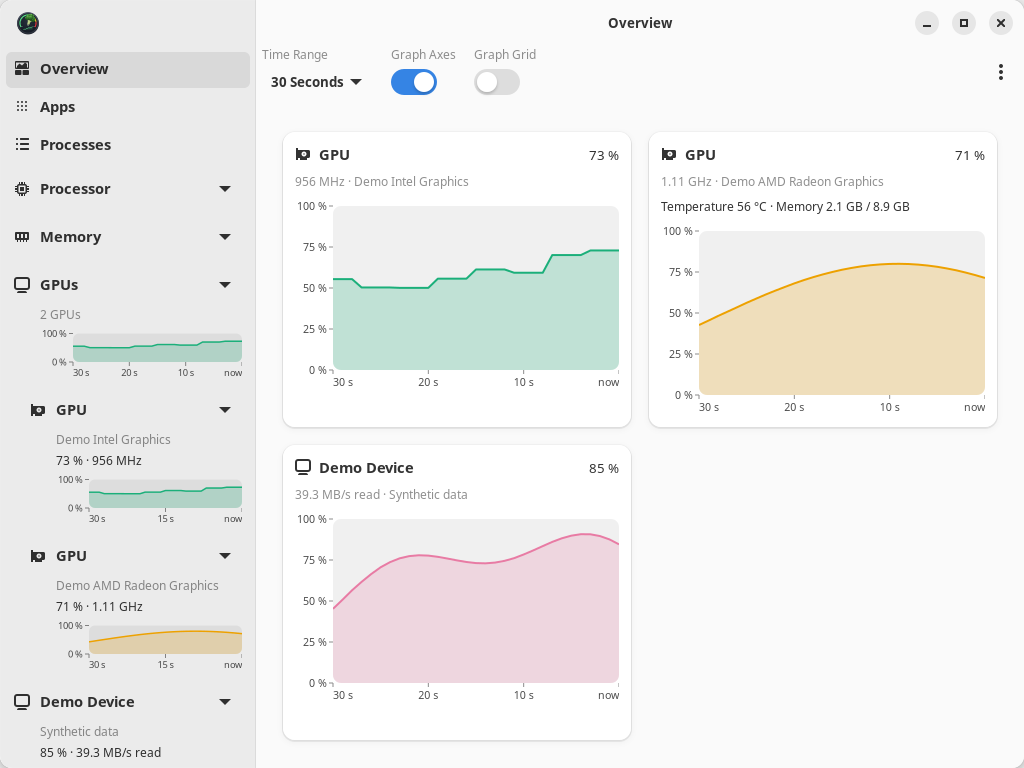 Overview
Apps
Processes
Processor
Memory
GPUs
2 GPUs
100 %
0 %
30 s 20 s 10 s now
GPU
Demo Intel Graphics
73 % · 956 MHz
100 %
0 %
30 s 15 s now
GPU
Demo AMD Radeon Graphics
71 % · 1.11 GHz
100 %
0 %
30 s 15 s now
Demo Device
Synthetic data
85 % · 39.3 MB/s read
Overview
Time Range Graph Axes Graph Grid
30 Seconds
GPU 73 %
956 MHz · Demo Intel Graphics
100 %
75 %
50 %
25 %
0 %
30 s 20 s 10 s now
GPU 71 %
1.11 GHz · Demo AMD Radeon Graphics
Temperature 56 °C · Memory 2.1 GB / 8.9 GB
100 %
75 %
50 %
25 %
0 %
30 s 20 s 10 s now
Demo Device 85 %
39.3 MB/s read · Synthetic data
100 %
75 %
50 %
25 %
0 %
30 s 20 s 10 s now